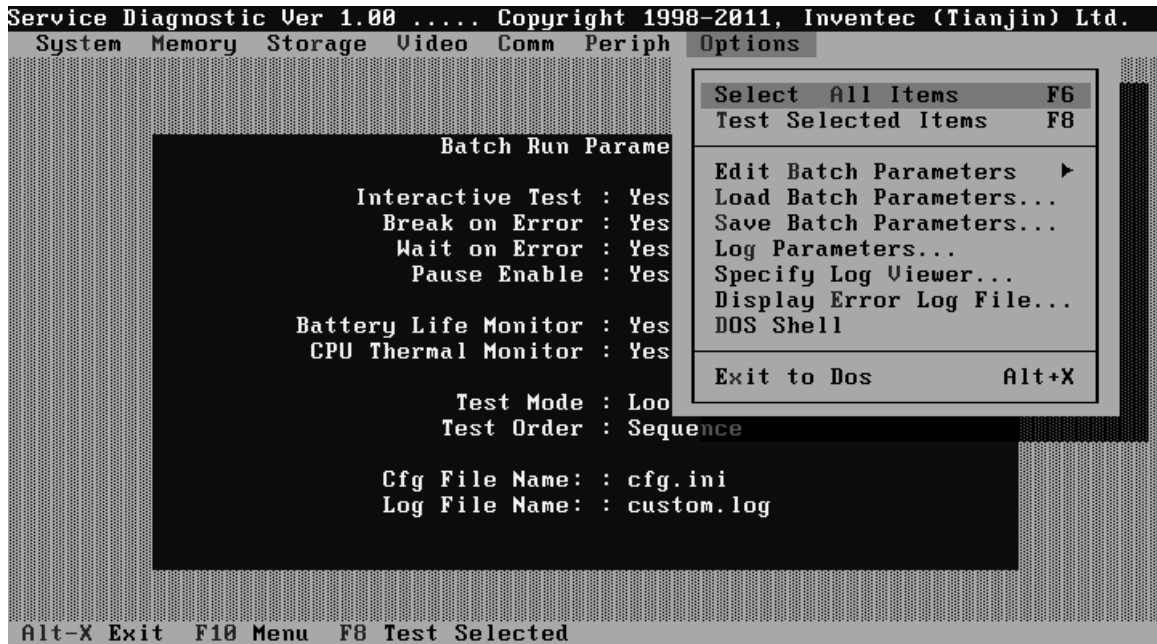 Service Diagnostic Ver 1.00 ..... Copyright 1998-2011, Inventec (Tianjin) Ltd.
System Memory Storage Video Comm Periph Options
Select All Items F6
Test Selected Items F8
Edit Batch Parameters ►
Load Batch Parameters...
Save Batch Parameters...
Log Parameters...
Specify Log Viewer...
Display Error Log File...
DOS Shell
Exit to Dos Alt+X
Batch Run Parame
Interactive Test : Yes
Break on Error : Yes
Wait on Error : Yes
Pause Enable : Yes
Battery Life Monitor : Yes
CPU Thermal Monitor : Yes
Test Mode : Loo
Test Order : Sequence
Cfg File Name: : cfg.ini
Log File Name: : custom.log
Alt-X Exit F10 Menu F8 Test Selected